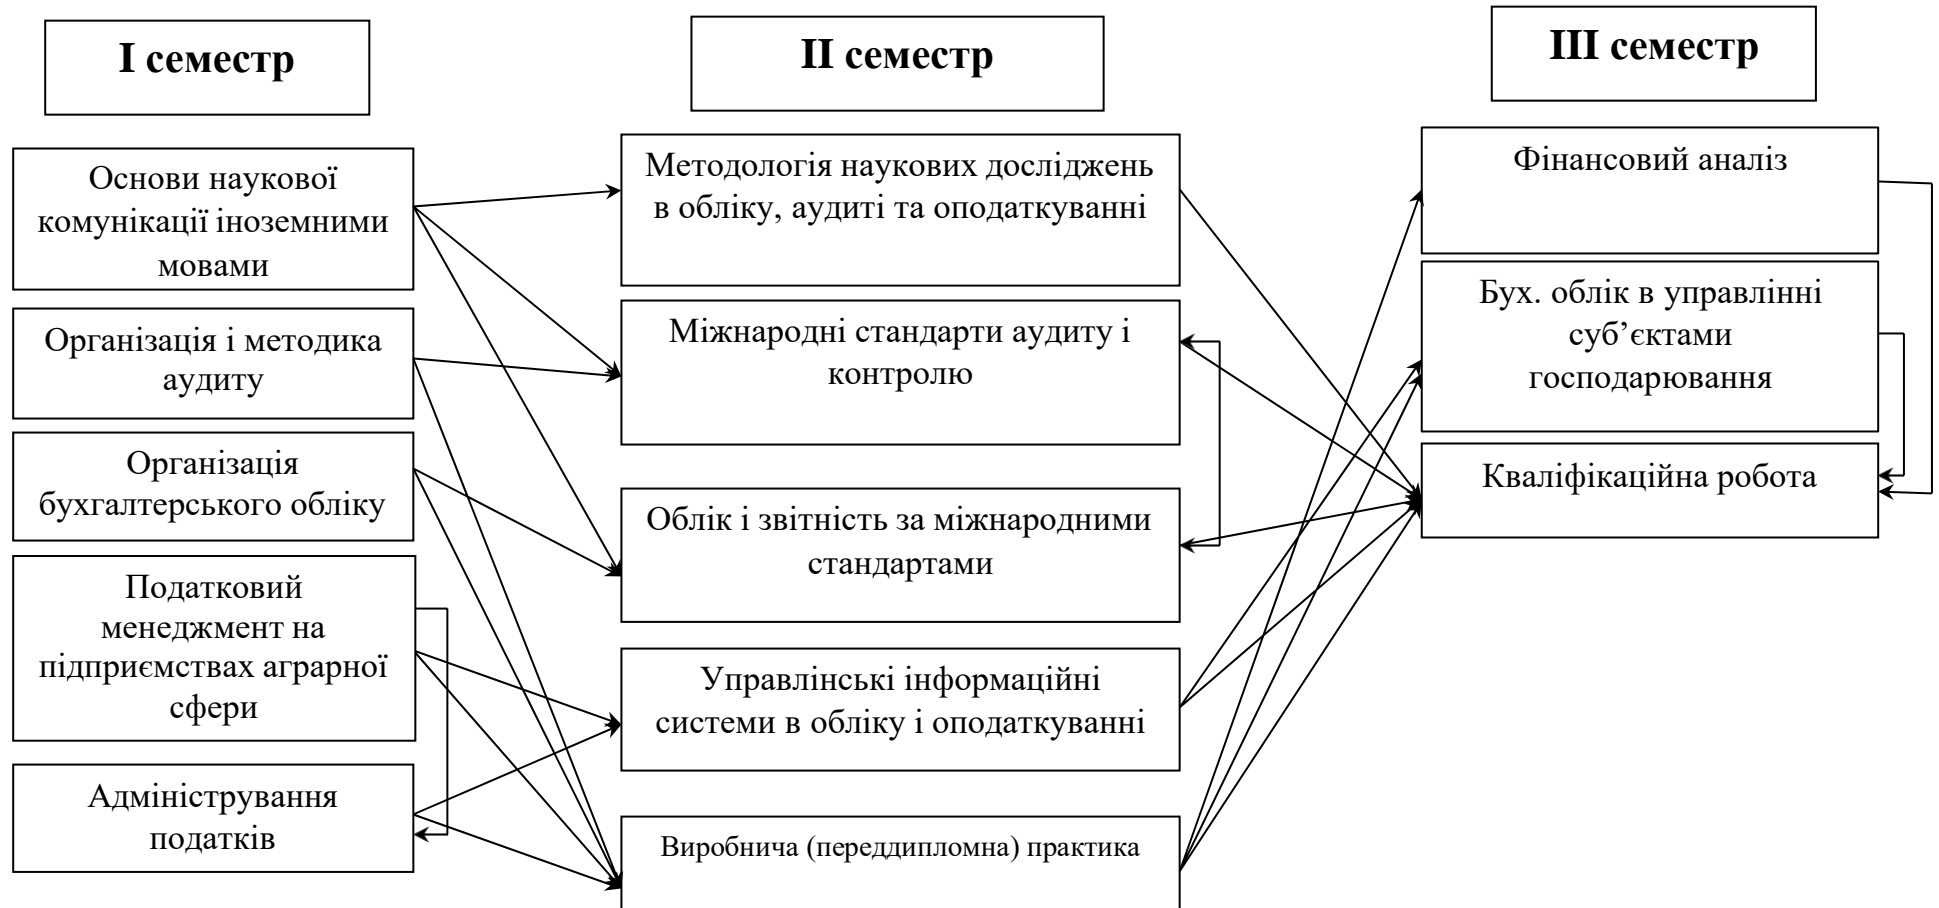 I семестр
II семестр
III семестр
Основи наукової
комунікації іноземними
мовами
Організація і методика
аудиту
Організація
бухгалтерського обліку
Податковий
менеджмент на
підприємствах аграрної
сфери
Адміністрування
податків
Методологія наукових досліджень
в обліку, аудиті та оподаткуванні
Міжнародні стандарти аудиту і
контролю
Облік і звітність за міжнародними
стандартами
Управлінські інформаційні
системи в обліку і оподаткуванні
Виробнича (переддипломна) практика
Фінансовий аналіз
Бух. облік в управлінні
суб’єктами
господарювання
Кваліфікаційна робота